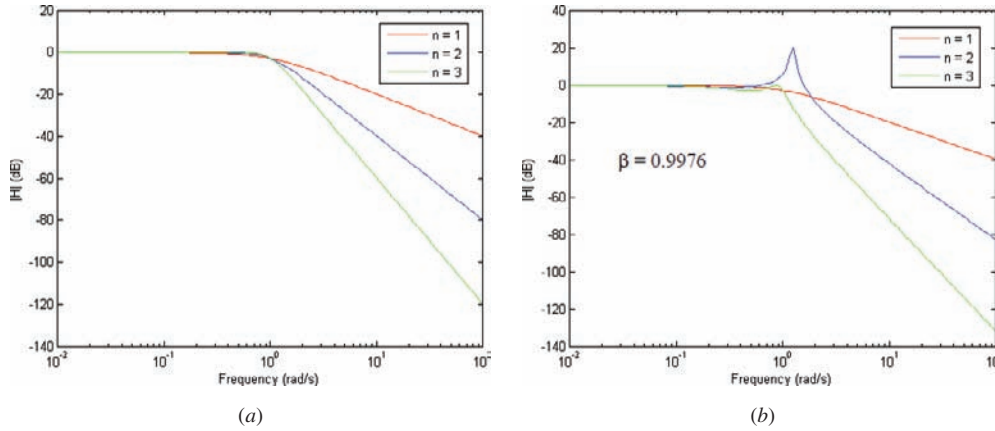 20
0
-20
-40
-60
-80
-100
-120
-140
|H| (dB)
10-2
10-1
100
101
102
Frequency (rad/s)
n = 1
n = 2
n = 3
(a)
40
20
0
-20
-40
-60
-80
-100
-120
-140
|H| (dB)
β = 0.9976
10-2
10-1
100
101
102
Frequency (rad/s)
n = 1
n = 2
n = 3
(b)